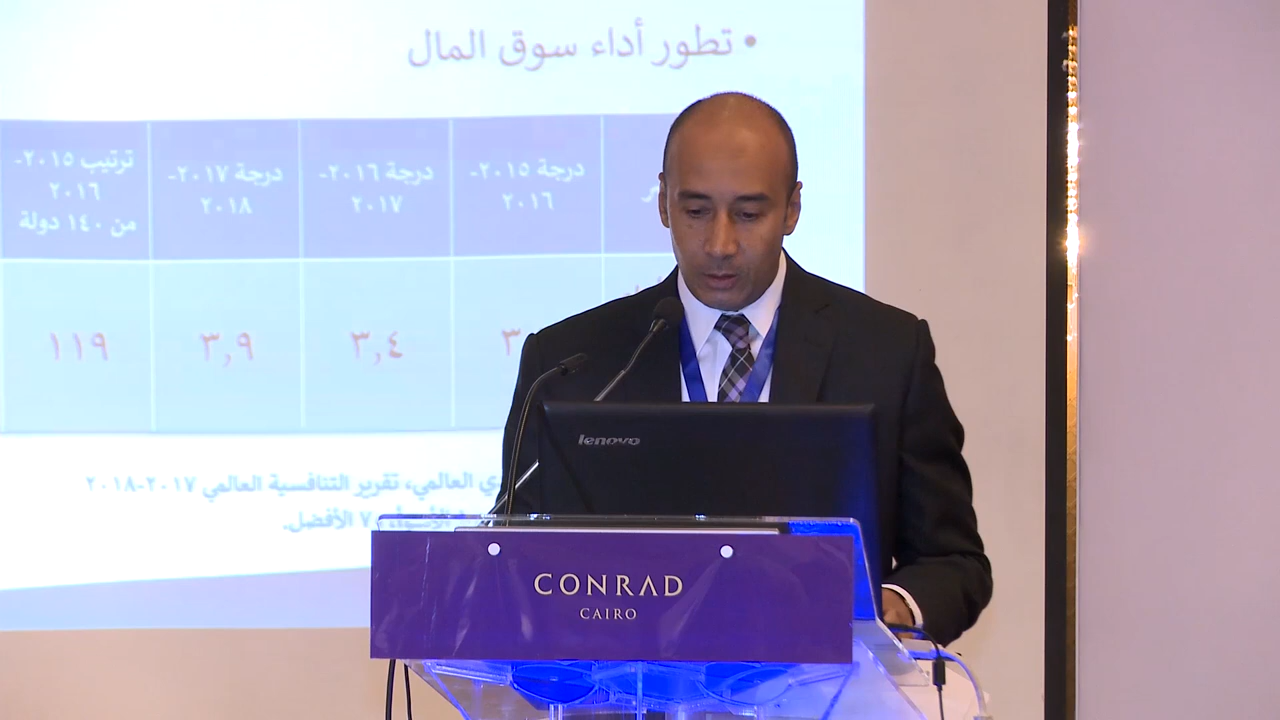 • تطور أداء سوق المال
درجة ٢٠١٥-
٢٠١٦
درجة ٢٠١٦-
٢٠١٧
درجة ٢٠١٧-
٢٠١٨
ترتيب ٢٠١٥-
٢٠١٦
من ١٤٠ دولة
٣
٣,٤
٣,٩
١١٩
العالمي، تقرير التنافسية العالمي ٢٠١٧-٢٠١٨
الأسوأ، ٧ الأفضل.
lenovo
CONRAD
CAIRO